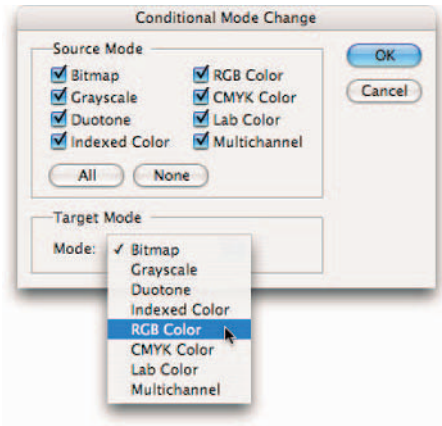 Conditional Mode Change
Source Mode
Bitmap
RGB Color
Grayscale
CMYK Color
Duotone
Lab Color
Indexed Color
Multichannel
All
None
OK
Cancel
Target Mode
Mode:
✓ Bitmap
Grayscale
Duotone
Indexed Color
RGB Color
CMYK Color
Lab Color
Multichannel